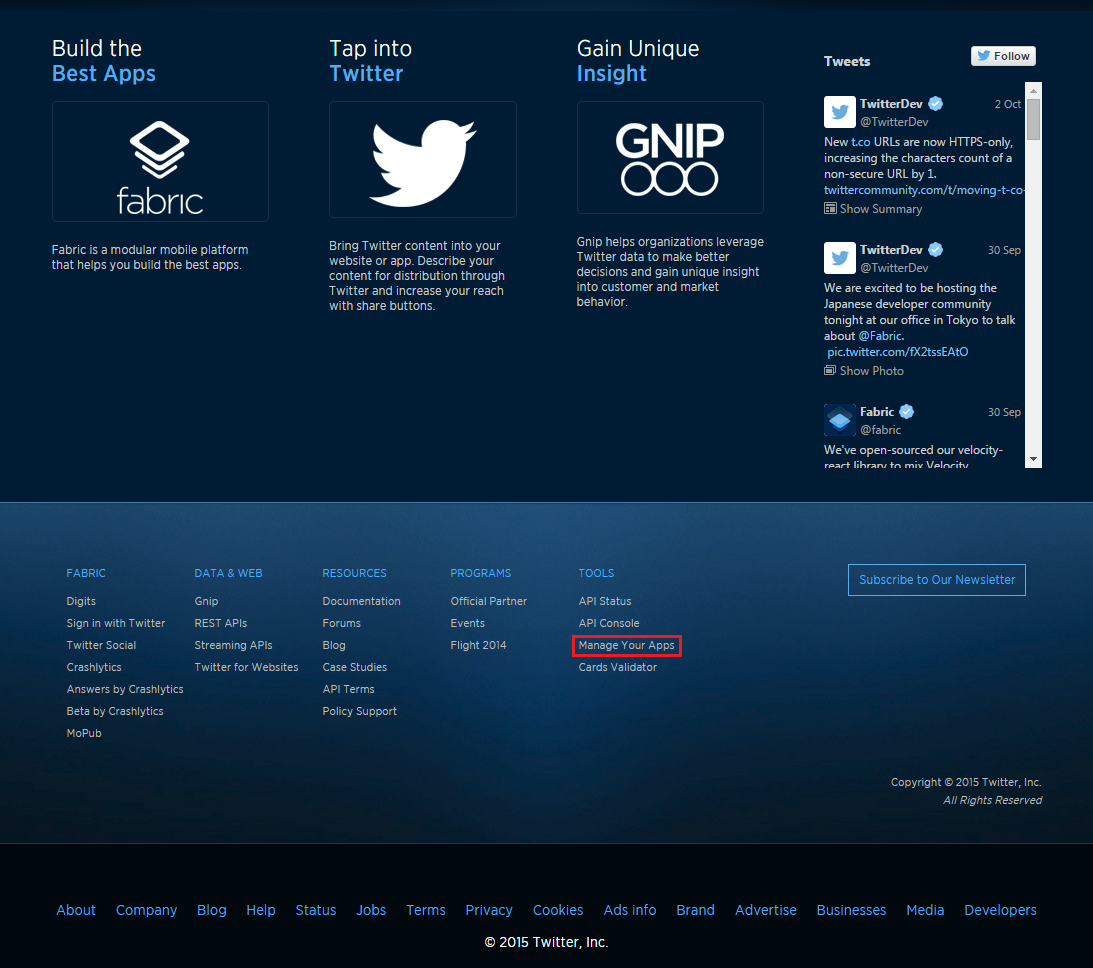 Build the
Best Apps
fabric
Fabric is a modular mobile platform
that helps you build the best apps.
Tap into
Twitter
Bring Twitter content into your
website or app. Describe your
content for distribution through
Twitter and increase your reach
with share buttons.
Gain Unique
Insight
GNIP
Gnip helps organizations leverage
Twitter data to make better
decisions and gain unique insight
into customer and market
behavior.
Tweets
Follow
TwitterDev 2 Oct
@TwitterDev
New t.co URLs are now HTTPS-only,
increasing the characters count of a
non-secure URL by 1.
twittercommunity.com/t/moving-t-co-
Show Summary
TwitterDev 30 Sep
@TwitterDev
We are excited to be hosting the
Japanese developer community
tonight at our office in Tokyo to talk
about @Fabric.
pic.twitter.com/fX2tssEAtO
Show Photo
Fabric 30 Sep
@fabric
We've open-sourced our velocity-
react library to mix Velocity
FABRIC
Digits
Sign in with Twitter
Twitter Social
Crashlytics
Answers by Crashlytics
Beta by Crashlytics
MoPub
DATA & WEB
Gnip
REST APIs
Streaming APIs
Twitter for Websites
RESOURCES
Documentation
Forums
Blog
Case Studies
API Terms
Policy Support
PROGRAMS
Official Partner
Events
Flight 2014
TOOLS
API Status
API Console
Manage Your Apps
Cards Validator
Subscribe to Our Newsletter
Copyright © 2015 Twitter, Inc.
All Rights Reserved
About Company Blog Help Status Jobs Terms Privacy Cookies Ads info Brand Advertise Businesses Media Developers
© 2015 Twitter, Inc.